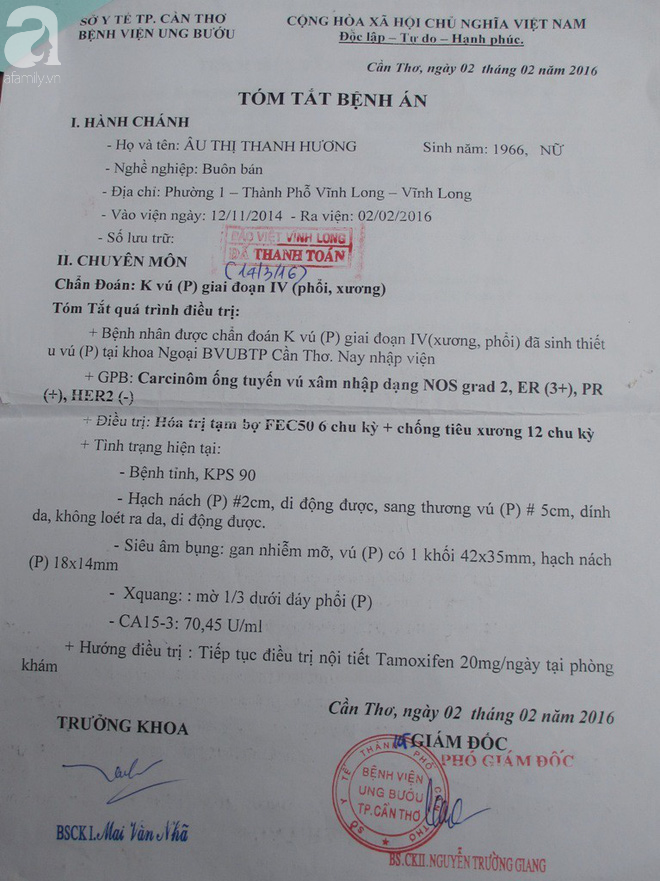 a
afamily.vn
SỞ Y TẾ TP. CẦN THƠ
BỆNH VIỆN UNG BƯỚU
CỘNG HÒA XÃ HỘI CHỦ NGHĨA VIỆT NAM
Độc lập – Tự do – Hạnh phúc.
Cần Thơ, ngày 02 tháng 02 năm 2016
TÓM TẮT BỆNH ÁN
I. HÀNH CHÁNH
- Họ và tên: ÂU THỊ THANH HƯƠNG Sinh năm: 1966, NỮ
- Nghề nghiệp: Buôn bán
- Địa chỉ: Phường 1 – Thành Phố Vĩnh Long – Vĩnh Long
- Vào viện ngày: 12/11/2014 - Ra viện: 02/02/2016
- Số lưu trữ:
BẢO VIỆT VĨNH LONG
ĐÃ THANH TOÁN
(14/3/16)
II. CHUYÊN MÔN
Chẩn Đoán: K vú (P) giai đoạn IV (phổi, xương)
Tóm Tắt quá trình điều trị:
+ Bệnh nhân được chẩn đoán K vú (P) giai đoạn IV(xương, phổi) đã sinh thiết
u vú (P) tại khoa Ngoại BVUBTP Cần Thơ. Nay nhập viện
+ GPB: Carcinôm ống tuyến vú xâm nhập dạng NOS grad 2, ER (3+), PR
(+), HER2 (-)
+ Điều trị: Hóa trị tạm bợ FEC50 6 chu kỳ + chống tiêu xương 12 chu kỳ
+ Tình trạng hiện tại:
- Bệnh tỉnh, KPS 90
- Hạch nách (P) #2cm, di động được, sang thương vú (P) # 5cm, dính
da, không loét ra da, di động được.
- Siêu âm bụng: gan nhiễm mỡ, vú (P) có 1 khối 42x35mm, hạch nách
(P) 18x14mm
- Xquang: : mờ 1/3 dưới đáy phổi (P)
- CA15-3: 70,45 U/ml
+ Hướng điều trị : Tiếp tục điều trị nội tiết Tamoxifen 20mg/ngày tại phòng
khám
Cần Thơ, ngày 02 tháng 02 năm 2016
TRƯỞNG KHOA
GIÁM ĐỐC
PHÓ GIÁM ĐỐC
SỞ Y TẾ THÀNH PHỐ CẦN THƠ
BỆNH VIỆN
UNG BƯỚU
TP.CẦN THƠ
BSCKI. Mai Văn Nhã
BS.CKII. NGUYỄN TRƯỜNG GIANG